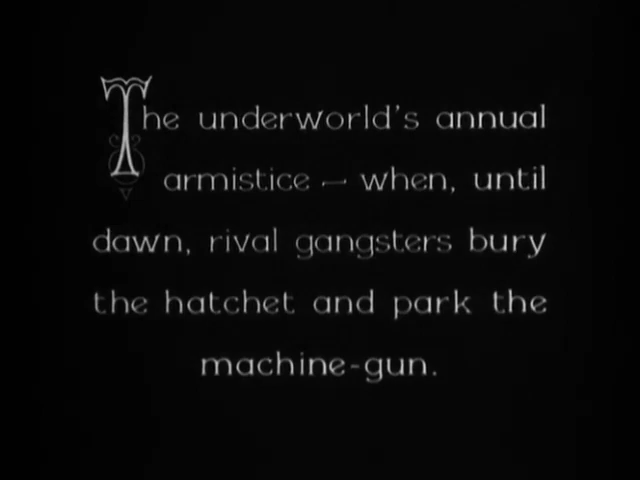 The underworld's annual
armistice — when, until
dawn, rival gangsters bury
the hatchet and park the
machine-gun.